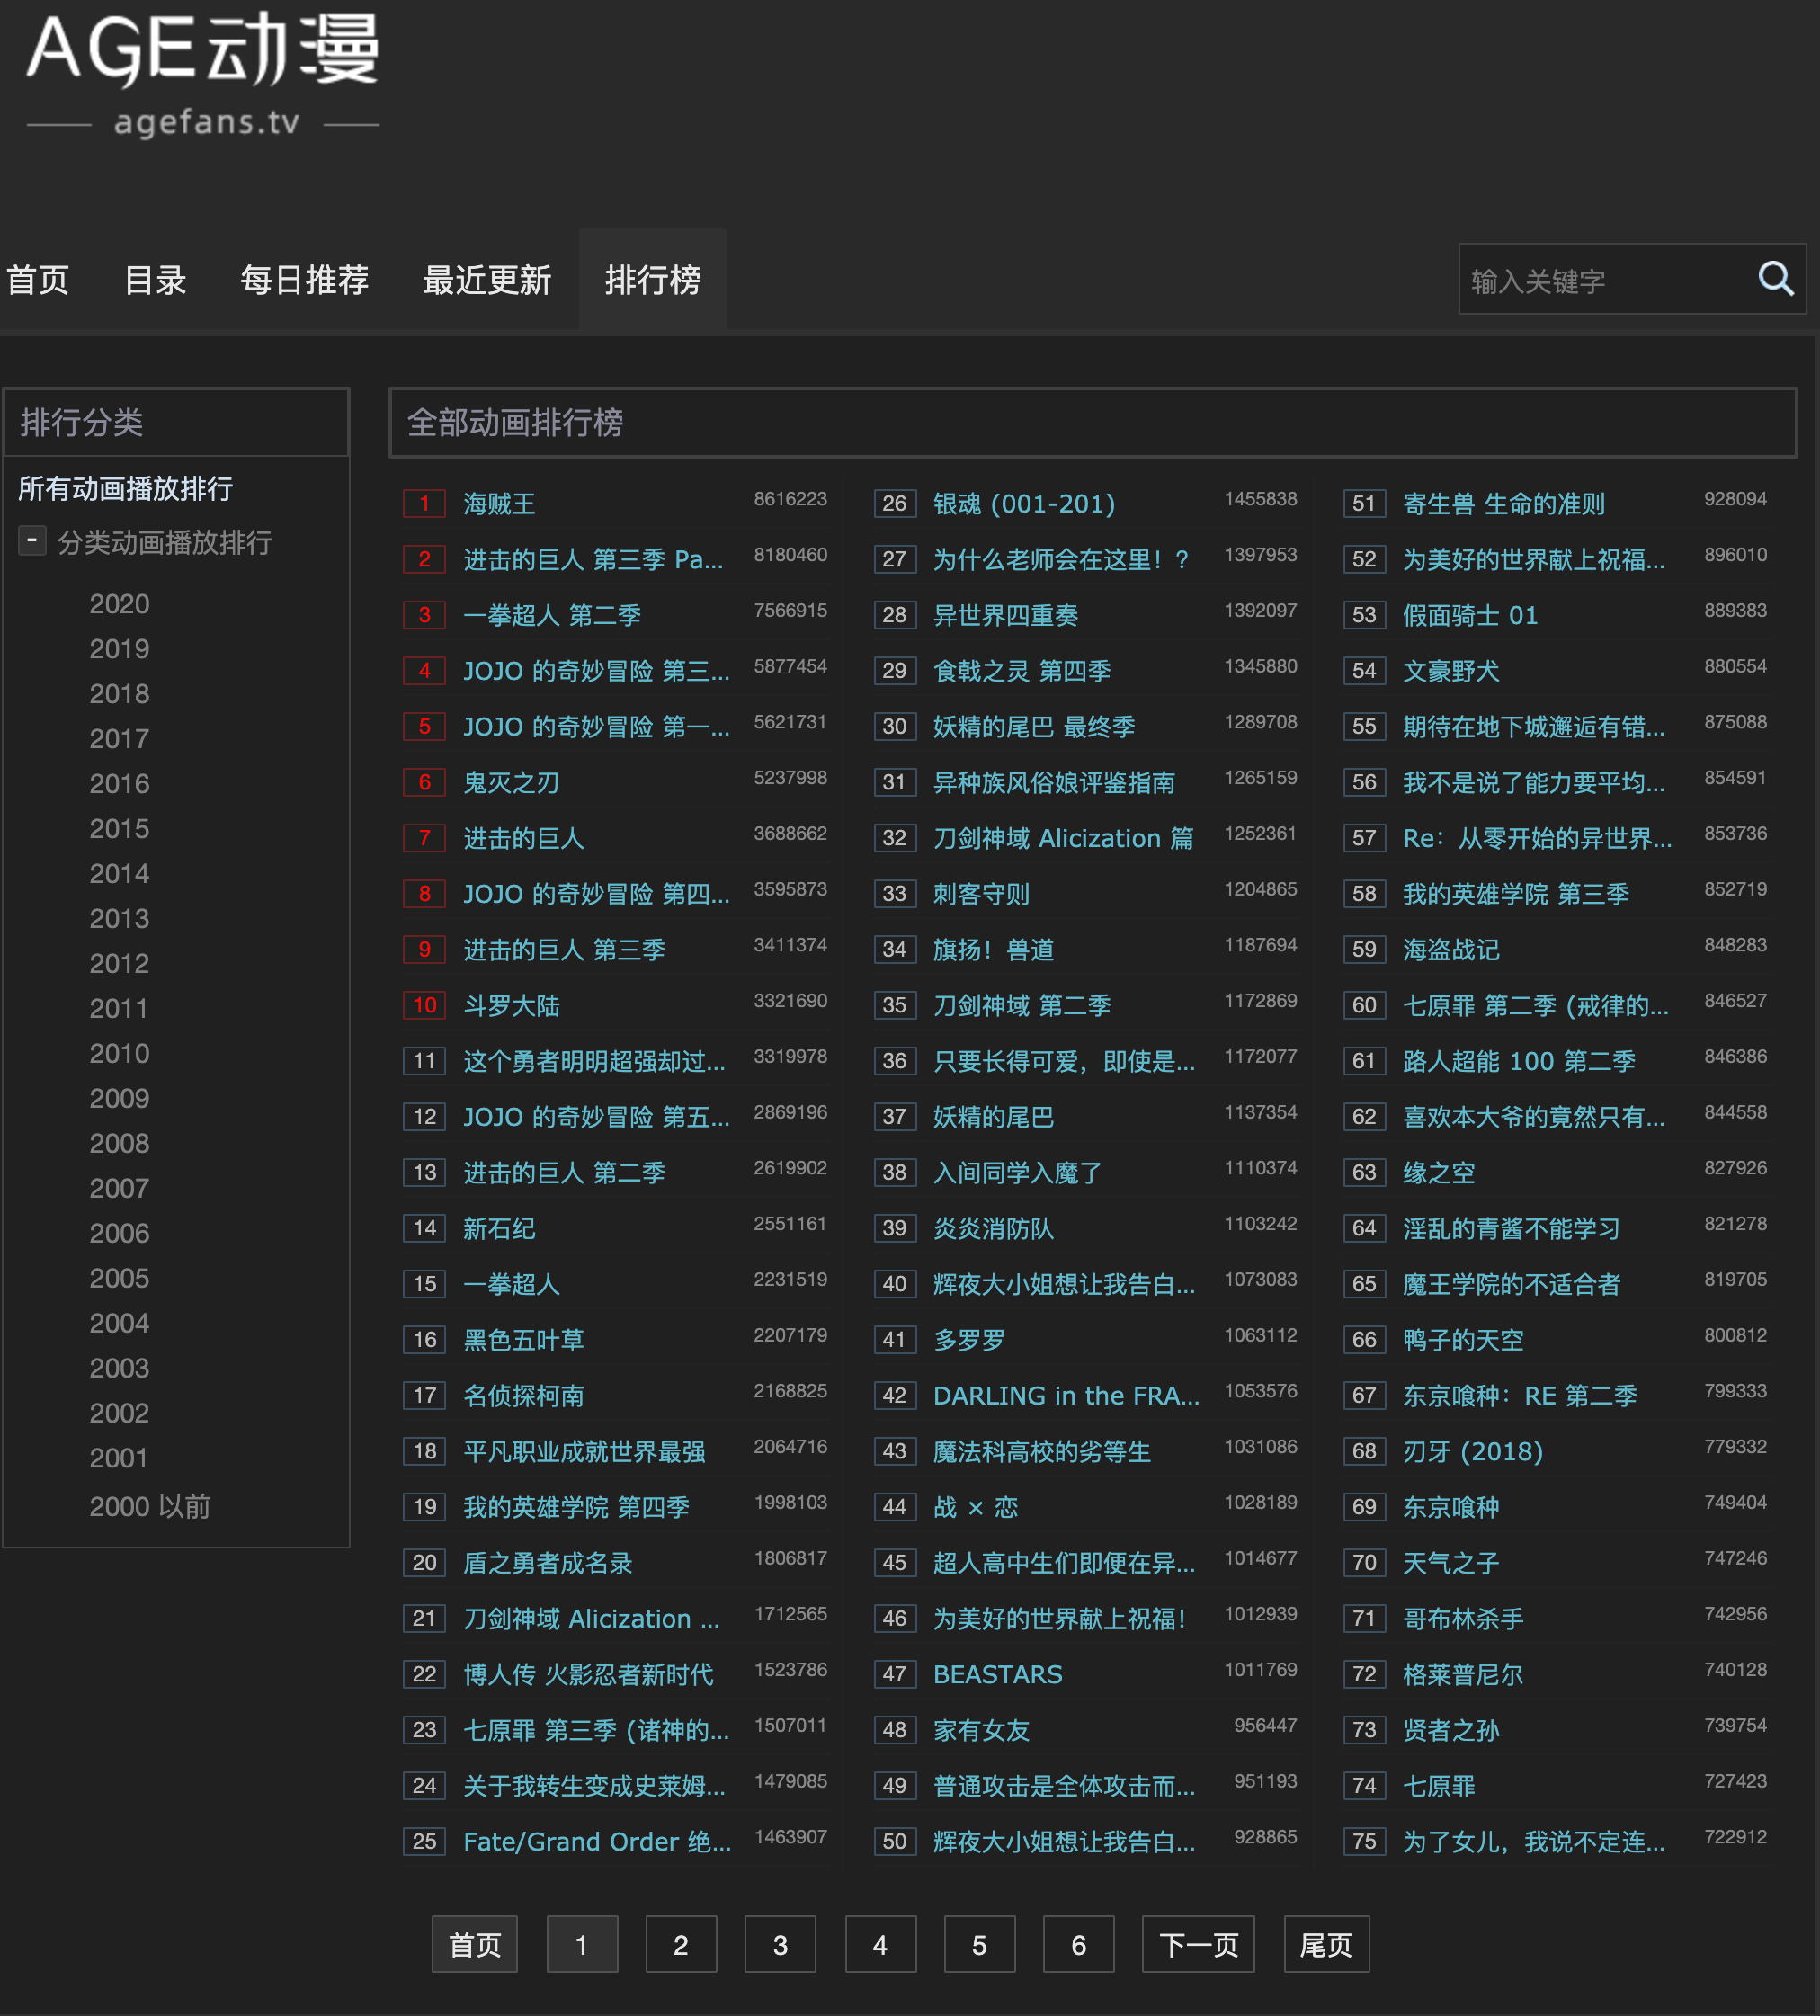 AGE动漫
agefans.tv
首页 目录 每日推荐 最近更新 排行榜 输入关键字
排行分类
所有动画播放排行
- 分类动画播放排行
2020
2019
2018
2017
2016
2015
2014
2013
2012
2011
2010
2009
2008
2007
2006
2005
2004
2003
2002
2001
2000 以前
全部动画排行榜
1 海贼王 8616223
2 进击的巨人 第三季 Pa... 8180460
3 一拳超人 第二季 7566915
4 JOJO 的奇妙冒险 第三... 5877454
5 JOJO 的奇妙冒险 第一... 5621731
6 鬼灭之刃 5237998
7 进击的巨人 3688662
8 JOJO 的奇妙冒险 第四... 3595873
9 进击的巨人 第三季 3411374
10 斗罗大陆 3321690
11 这个勇者明明超强却过... 3319978
12 JOJO 的奇妙冒险 第五... 2869196
13 进击的巨人 第二季 2619902
14 新石纪 2551161
15 一拳超人 2231519
16 黑色五叶草 2207179
17 名侦探柯南 2168825
18 平凡职业成就世界最强 2064716
19 我的英雄学院 第四季 1998103
20 盾之勇者成名录 1806817
21 刀剑神域 Alicization ... 1712565
22 博人传 火影忍者新时代 1523786
23 七原罪 第三季 (诸神的... 1507011
24 关于我转生变成史莱姆... 1479085
25 Fate/Grand Order 绝... 1463907
26 银魂 (001-201) 1455838
27 为什么老师会在这里！？ 1397953
28 异世界四重奏 1392097
29 食戟之灵 第四季 1345880
30 妖精的尾巴 最终季 1289708
31 异种族风俗娘评鉴指南 1265159
32 刀剑神域 Alicization 篇 1252361
33 刺客守则 1204865
34 旗扬！兽道 1187694
35 刀剑神域 第二季 1172869
36 只要长得可爱，即使是... 1172077
37 妖精的尾巴 1137354
38 入间同学入魔了 1110374
39 炎炎消防队 1103242
40 辉夜大小姐想让我告白... 1073083
41 多罗罗 1063112
42 DARLING in the FRA... 1053576
43 魔法科高校的劣等生 1031086
44 战 × 恋 1028189
45 超人高中生们即便在异... 1014677
46 为美好的世界献上祝福！ 1012939
47 BEASTARS 1011769
48 家有女友 956447
49 普通攻击是全体攻击而... 951193
50 辉夜大小姐想让我告白... 928865
51 寄生兽 生命的准则 928094
52 为美好的世界献上祝福... 896010
53 假面骑士 01 889383
54 文豪野犬 880554
55 期待在地下城邂逅有错... 875088
56 我不是说了能力要平均... 854591
57 Re：从零开始的异世界... 853736
58 我的英雄学院 第三季 852719
59 海盗战记 848283
60 七原罪 第二季 (戒律的... 846527
61 路人超能 100 第二季 846386
62 喜欢本大爷的竟然只有... 844558
63 缘之空 827926
64 淫乱的青酱不能学习 821278
65 魔王学院的不适合者 819705
66 鸭子的天空 800812
67 东京喰种：RE 第二季 799333
68 刃牙 (2018) 779332
69 东京喰种 749404
70 天气之子 747246
71 哥布林杀手 742956
72 格莱普尼尔 740128
73 贤者之孙 739754
74 七原罪 727423
75 为了女儿，我说不定连... 722912
首页 1 2 3 4 5 6 下一页 尾页